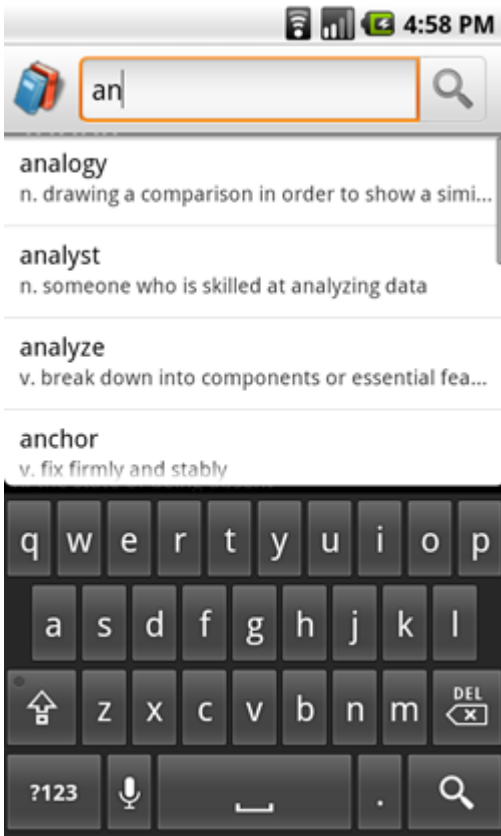 4:58 PM
an
analogy
n. drawing a comparison in order to show a simi...
analyst
n. someone who is skilled at analyzing data
analyze
v. break down into components or essential fea...
anchor
v. fix firmly and stably
q w e r t y u i o p
a s d f g h j k l
z x c v b n m DEL
?123 .